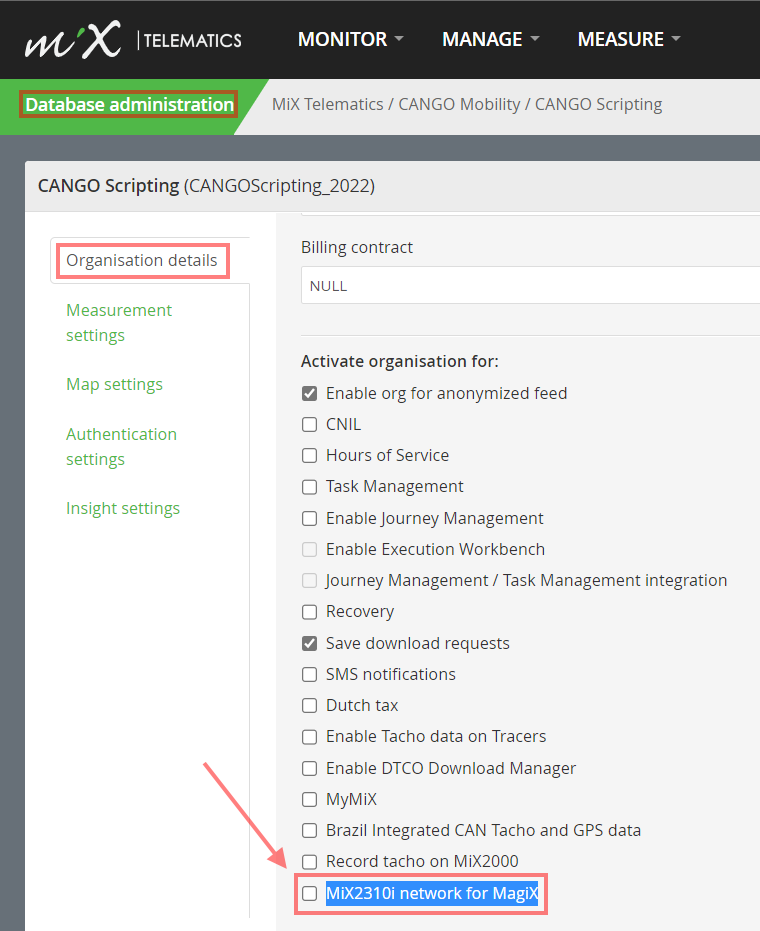 m'X | TELEMATICS MONITOR MANAGE MEASURE
Database administration MiX Telematics / CANGO Mobility / CANGO Scripting
CANGO Scripting (CANGOScripting_2022)
Organisation details
Measurement
settings
Map settings
Authentication
settings
Insight settings
Billing contract
NULL
Activate organisation for:
Enable org for anonymized feed
CNIL
Hours of Service
Task Management
Enable Journey Management
Enable Execution Workbench
Journey Management / Task Management integration
Recovery
Save download requests
SMS notifications
Dutch tax
Enable Tacho data on Tracers
Enable DTCO Download Manager
MyMiX
Brazil Integrated CAN Tacho and GPS data
Record tacho on MiX2000
MiX2310i network for MagiX